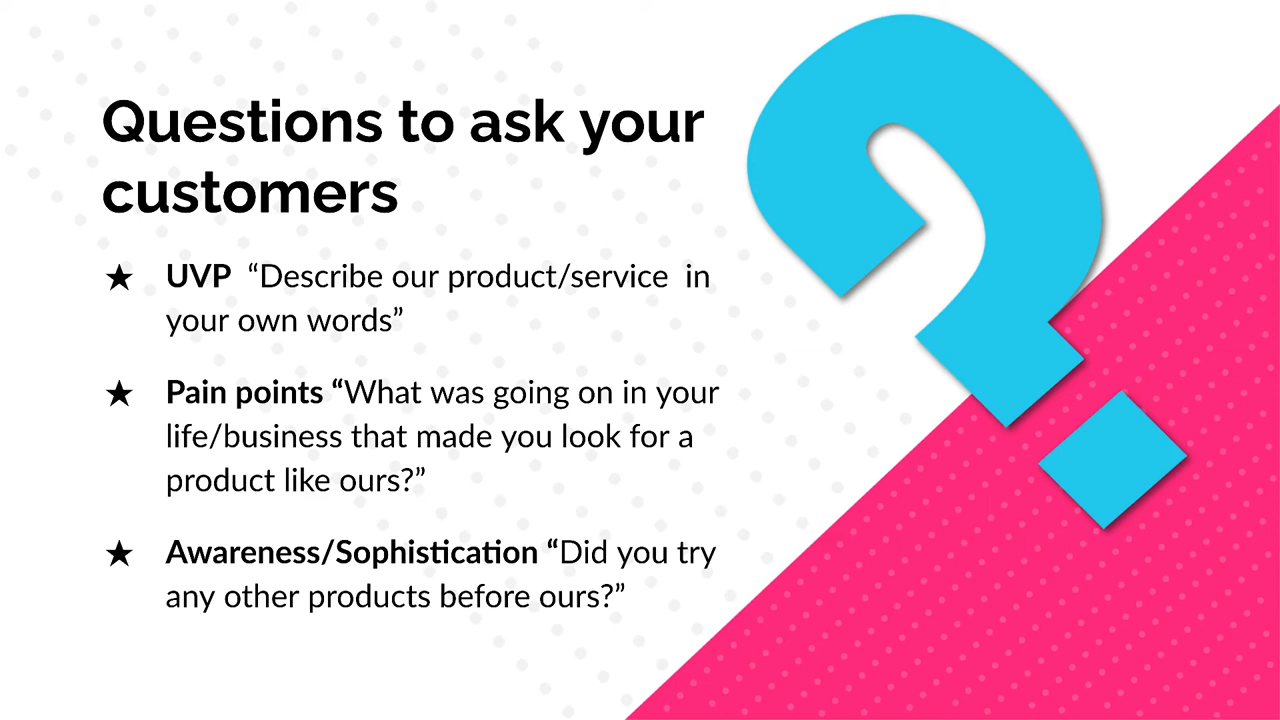 Questions to ask your
customers
★ UVP “Describe our product/service in
your own words”
★ Pain points “What was going on in your
life/business that made you look for a
product like ours?”
★ Awareness/Sophistication “Did you try
any other products before ours?”
?